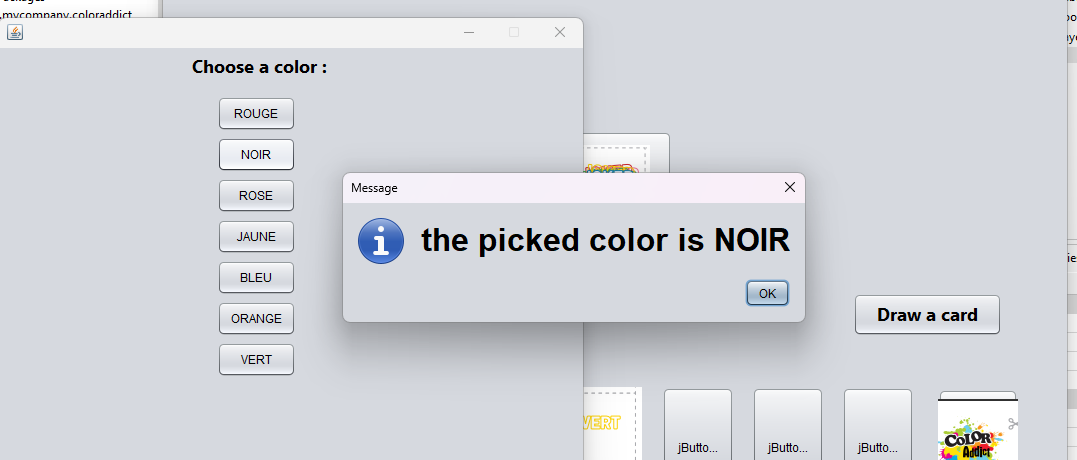 .mycompany.coloraddict
Choose a color :
ROUGE
NOIR
ROSE
JAUNE
BLEU
ORANGE
VERT
Message
the picked color is NOIR
OK
Draw a card
VERT
jButto...
jButto...
jButto...
COLOR
Addict